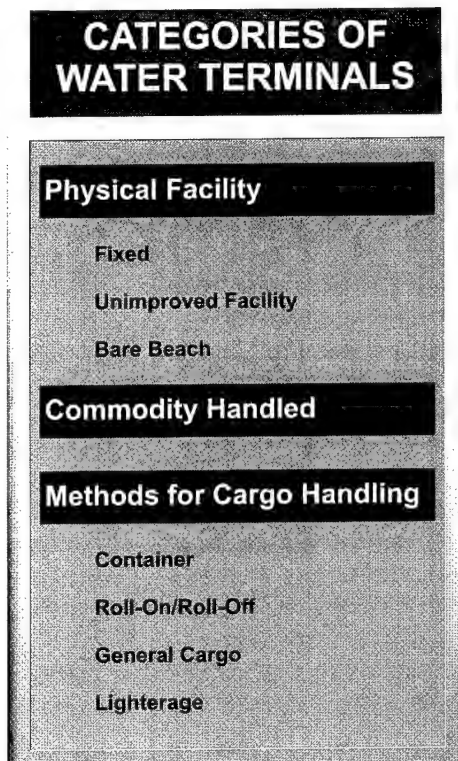 CATEGORIES OF
WATER TERMINALS
Physical Facility
Fixed
Unimproved Facility
Bare Beach
Commodity Handled
Methods for Cargo Handling
Container
Roll-On/Roll-Off
General Cargo
Lighterage